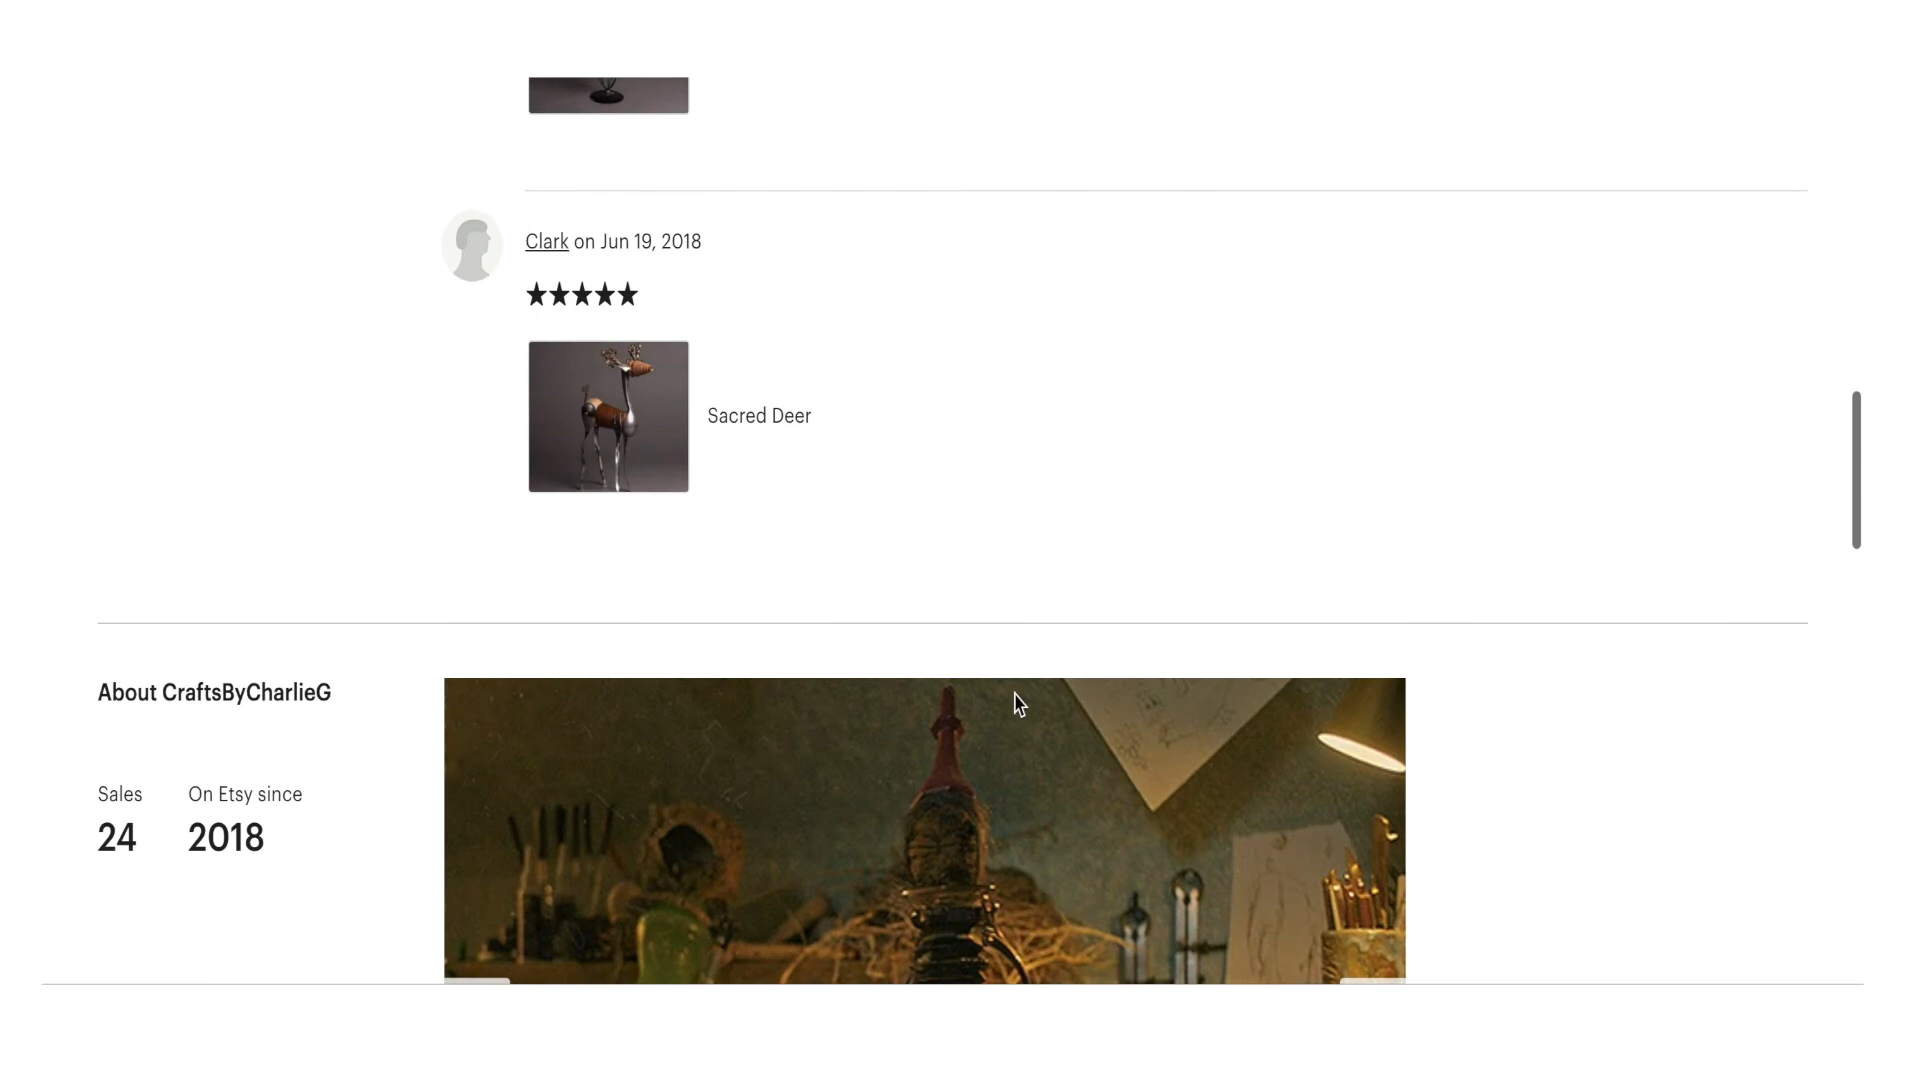 Clark on Jun 19, 2018
Sacred Deer
About CraftsByCharlieG
Sales
On Etsy since
24
2018